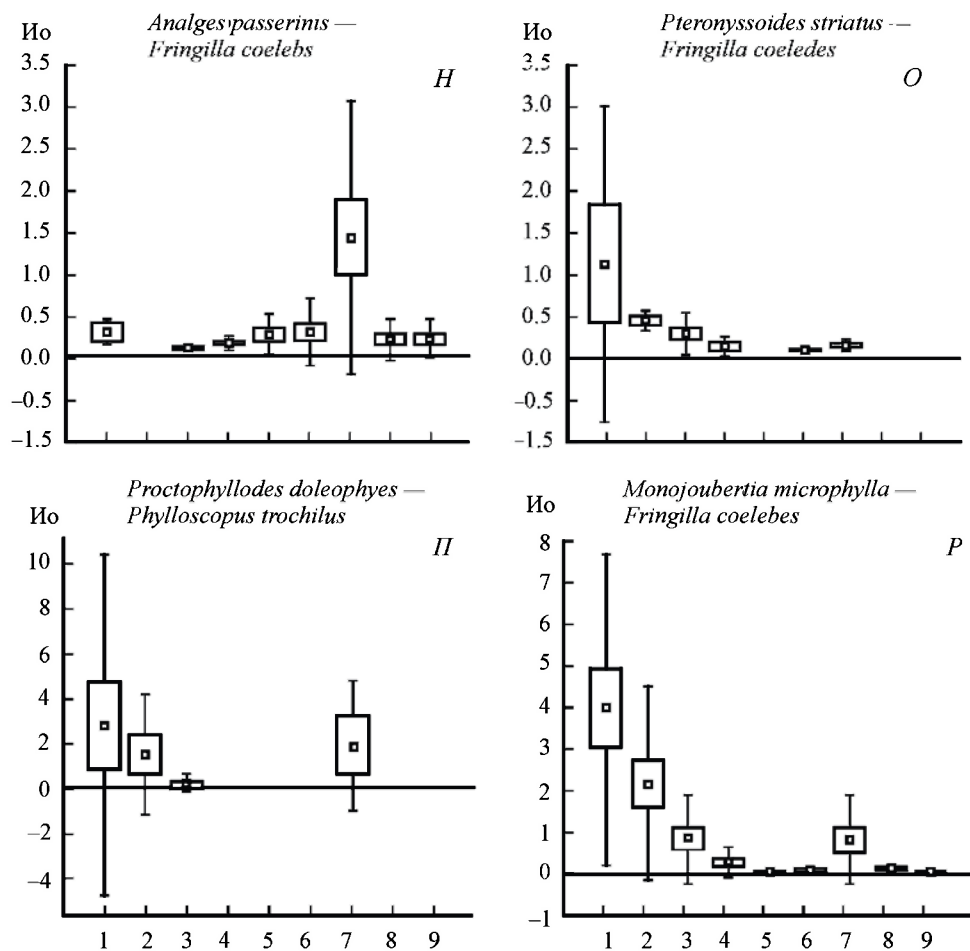 Analges passerinis —
Fringilla coelebs
Ио
H
3.5
3.0
2.5
2.0
1.5
1.0
0.5
0.0
–0.5
–1.5
Pteronyssoides striatus -–
Fringilla coeledes
Ио
O
3.5
3.0
2.5
2.0
1.5
1.0
0.5
0.0
–0.5
–1.5
Proctophyllodes doleophyes —
Phylloscopus trochilus
Ио
П
10
8
6
4
2
0
–2
–4
1 2 3 4 5 6 7 8 9
Monojoubertia microphylla —
Fringilla coelebes
Ио
P
8
7
6
5
4
3
2
1
0
–1
1 2 3 4 5 6 7 8 9